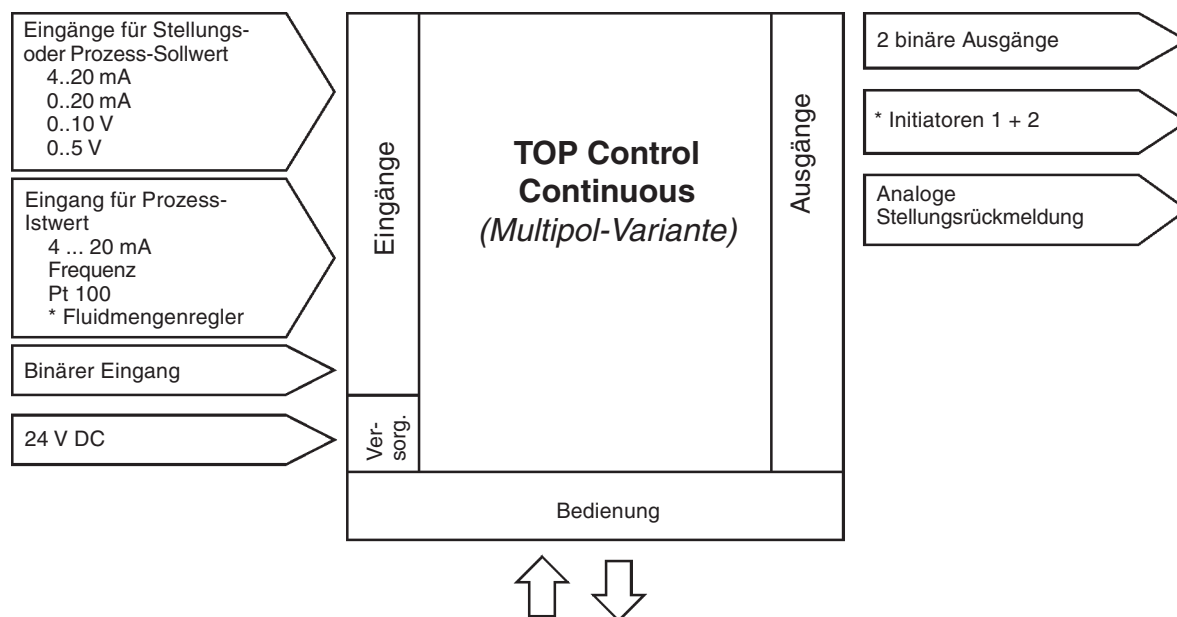 Eingänge für Stellungs-
oder Prozess-Sollwert
4..20 mA
0..20 mA
0..10 V
0..5 V
Eingang für Prozess-
Istwert
4 ... 20 mA
Frequenz
Pt 100
* Fluidmengenregler
Binärer Eingang
24 V DC
Eingänge
Ver-
sorg.
TOP Control
Continuous
(Multipol-Variante)
Ausgänge
Bedienung
2 binäre Ausgänge
* Initiatoren 1 + 2
Analoge
Stellungsrückmeldung